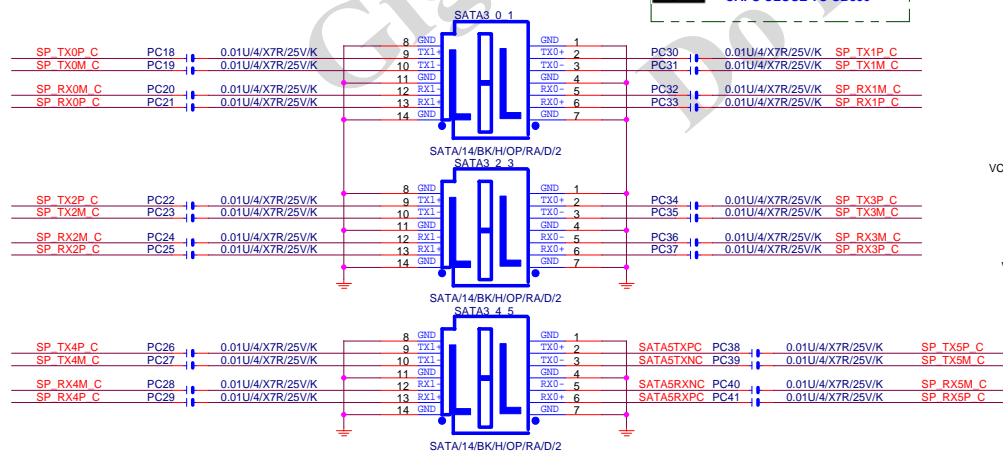 SATA3_0_1
8 GND GND 1
SP_TX0P_C PC18 0.01U/4/X7R/25V/K 9 TX1+ TX0+ 2 PC30 0.01U/4/X7R/25V/K SP_TX1P_C
SP_TX0M_C PC19 0.01U/4/X7R/25V/K 10 TX1- TX0- 3 PC31 0.01U/4/X7R/25V/K SP_TX1M_C
11 GND GND 4
SP_RX0M_C PC20 0.01U/4/X7R/25V/K 12 RX1- RX0- 5 PC32 0.01U/4/X7R/25V/K SP_RX1M_C
SP_RX0P_C PC21 0.01U/4/X7R/25V/K 13 RX1+ RX0+ 6 PC33 0.01U/4/X7R/25V/K SP_RX1P_C
14 GND GND 7
SATA/14/BK/H/OP/RA/D/2
SATA3_2_3
8 GND GND 1
SP_TX2P_C PC22 0.01U/4/X7R/25V/K 9 TX1+ TX0+ 2 PC34 0.01U/4/X7R/25V/K SP_TX3P_C
SP_TX2M_C PC23 0.01U/4/X7R/25V/K 10 TX1- TX0- 3 PC35 0.01U/4/X7R/25V/K SP_TX3M_C
11 GND GND 4
SP_RX2M_C PC24 0.01U/4/X7R/25V/K 12 RX1- RX0- 5 PC36 0.01U/4/X7R/25V/K SP_RX3M_C
SP_RX2P_C PC25 0.01U/4/X7R/25V/K 13 RX1+ RX0+ 6 PC37 0.01U/4/X7R/25V/K SP_RX3P_C
14 GND GND 7
SATA/14/BK/H/OP/RA/D/2
SATA3_4_5
8 GND GND 1
SP_TX4P_C PC26 0.01U/4/X7R/25V/K 9 TX1+ TX0+ 2 SATA5TXPC PC38 0.01U/4/X7R/25V/K SP_TX5P_C
SP_TX4M_C PC27 0.01U/4/X7R/25V/K 10 TX1- TX0- 3 SATA5TXNC PC39 0.01U/4/X7R/25V/K SP_TX5M_C
11 GND GND 4
SP_RX4M_C PC28 0.01U/4/X7R/25V/K 12 RX1- RX0- 5 SATA5RXNC PC40 0.01U/4/X7R/25V/K SP_RX5M_C
SP_RX4P_C PC29 0.01U/4/X7R/25V/K 13 RX1+ RX0+ 6 SATA5RXPC PC41 0.01U/4/X7R/25V/K SP_RX5P_C
14 GND GND 7
SATA/14/BK/H/OP/RA/D/2